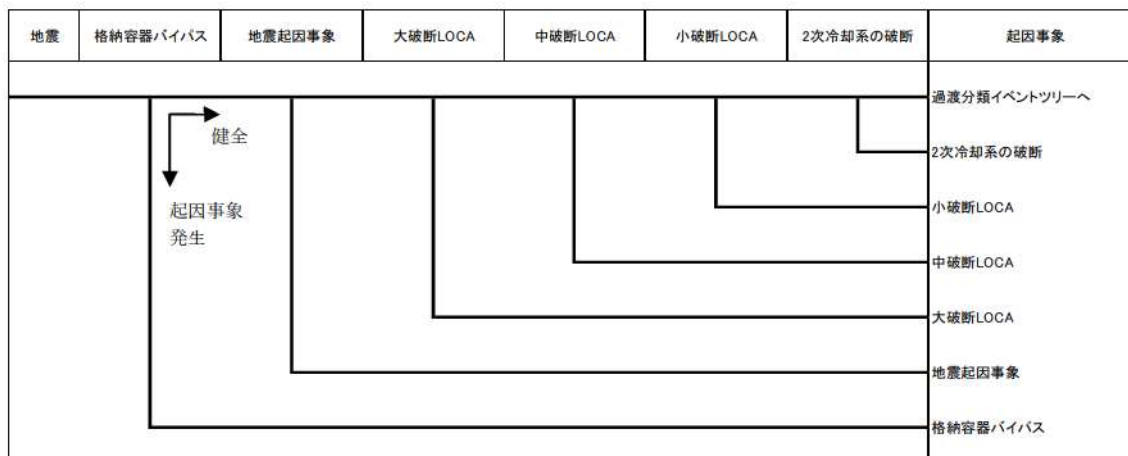 地震 格納容器バイパス 地震起因事象 大破断LOCA 中破断LOCA 小破断LOCA 2次冷却系の破断 起因事象
過渡分類イベントツリーへ
健全
2次冷却系の破断
起因事象
発生
小破断LOCA
中破断LOCA
大破断LOCA
地震起因事象
格納容器バイパス